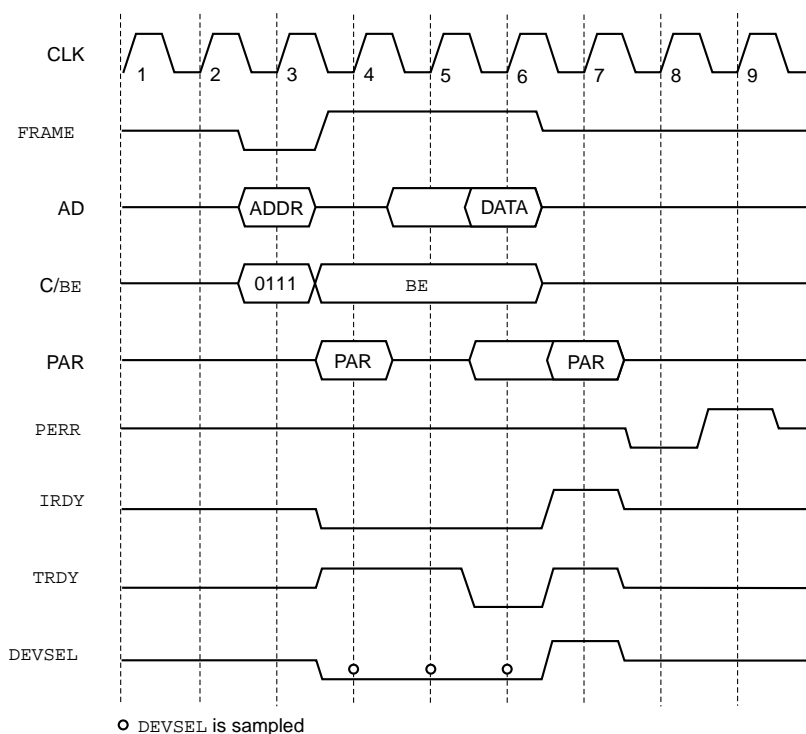 CLK
1 2 3 4 5 6 7 8 9
FRAME
AD
ADDR DATA
C/BE
0111 BE
PAR
PAR PAR
PERR
IRDY
TRDY
DEVSEL
DEVSEL is sampled